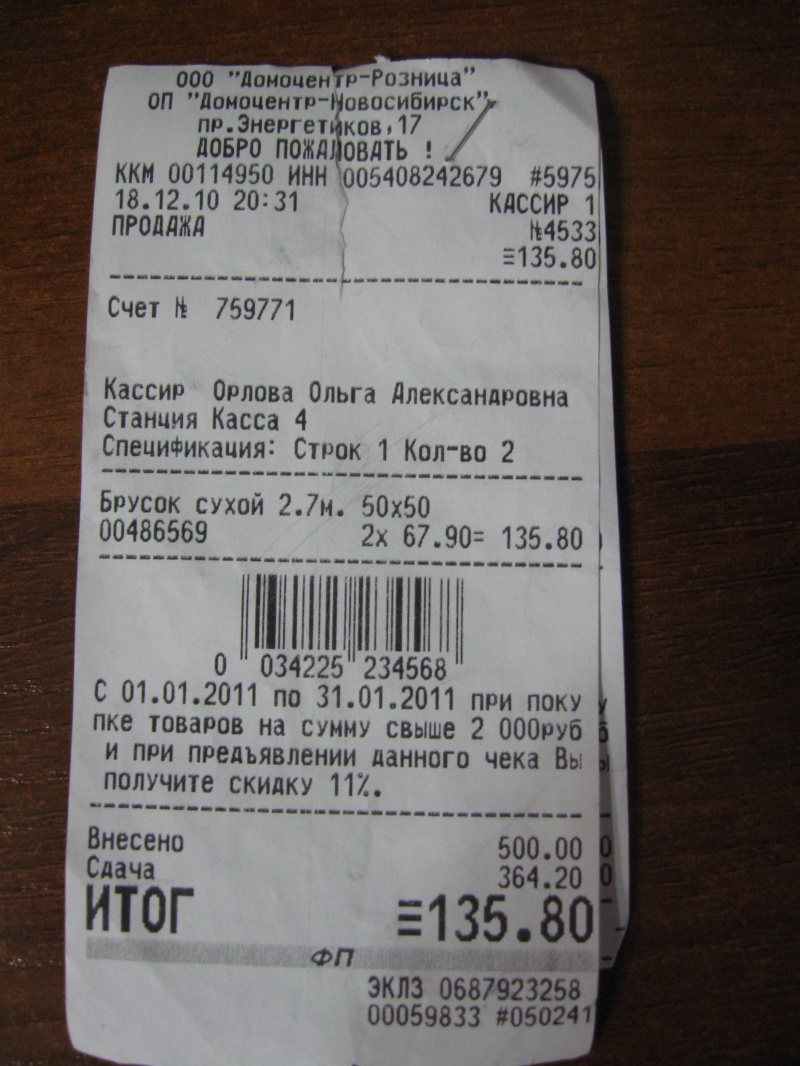 ООО "Домоцентр-Розница"
ОП "Домоцентр-Новосибирск"
пр.Энергетиков,17
ДОБРО ПОЖАЛОВАТЬ !
ККМ 00114950 ИНН 005408242679 #5975
18.12.10 20:31 КАССИР 1
ПРОДАЖА №4533
≡135.80
Счет № 759771
Кассир Орлова Ольга Александровна
Станция Касса 4
Спецификация: Строк 1 Кол-во 2
Брусок сухой 2.7м. 50х50
00486569 2х 67.90= 135.80
0 034225 234568
С 01.01.2011 по 31.01.2011 при поку
пке товаров на сумму свыше 2 000руб
и при предъявлении данного чека Вы
получите скидку 11%.
Внесено 500.00
Сдача 364.20
ИТОГ ≡135.80
ФП
ЭКЛЗ 0687923258
00059833 #050241